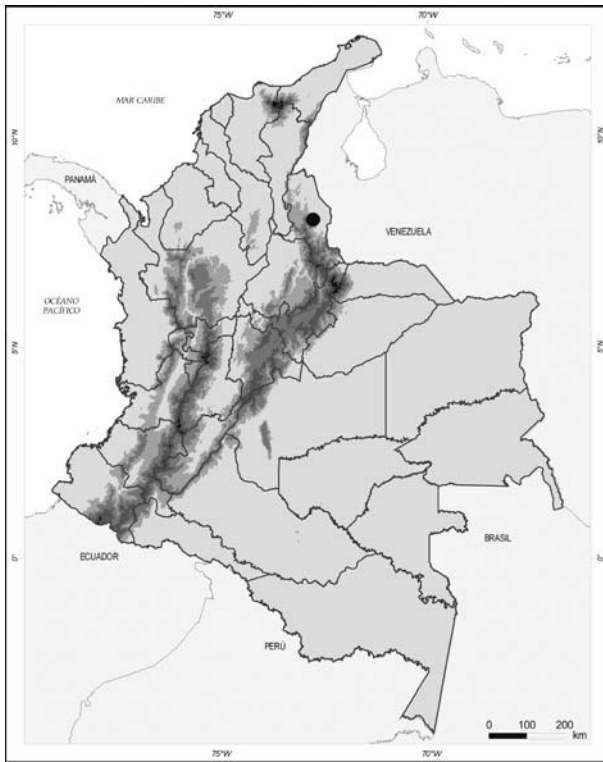 75°W 70°W
MAR CARIBE
10°N 10°N
PANAMÁ
VENEZUELA
OCÉANO
PACÍFICO
5°N 5°N
BRASIL
ECUADOR
0° 0°
PERÚ
0 100 200
km
75°W 70°W